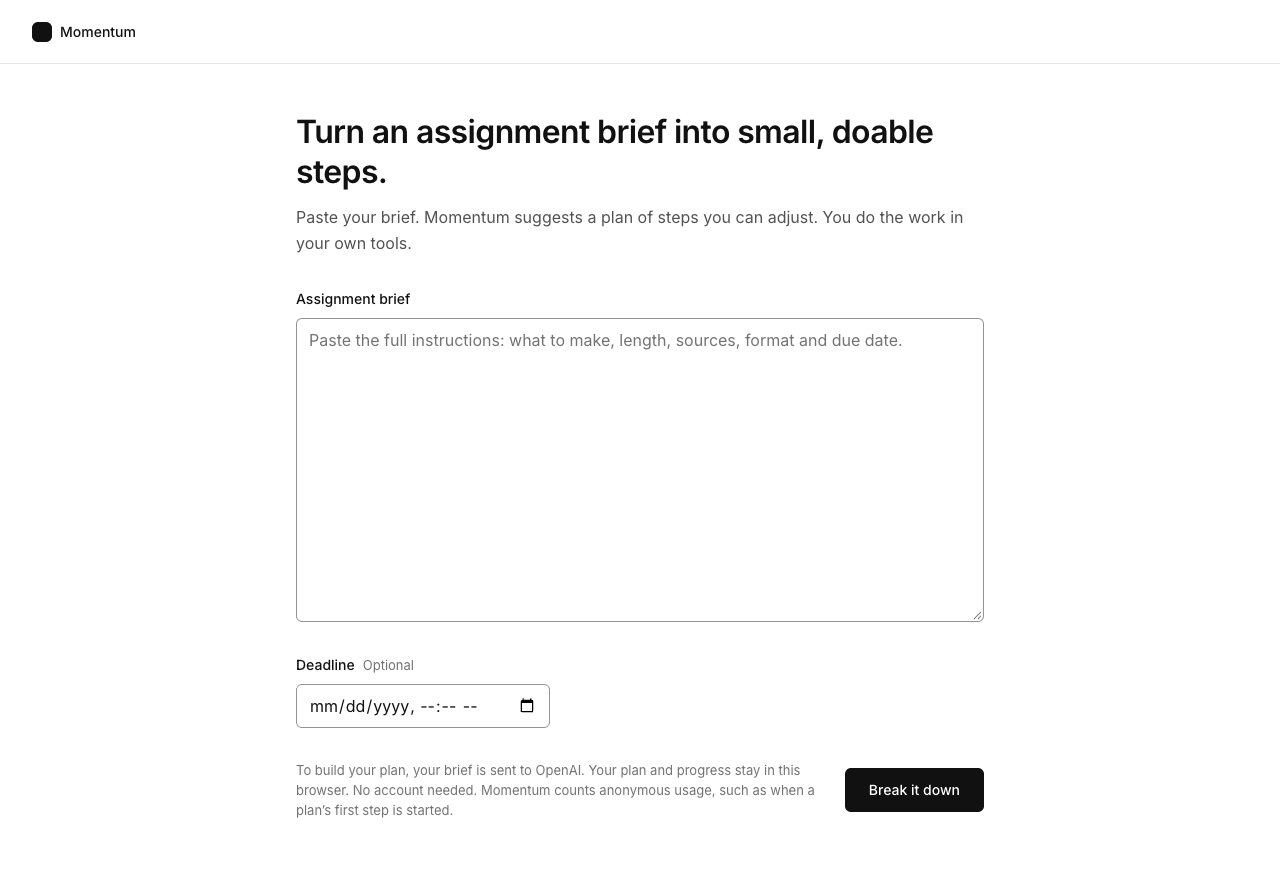 Momentum
Turn an assignment brief into small, doable
steps.
Paste your brief. Momentum suggests a plan of steps you can adjust. You do the work in
your own tools.
Assignment brief
Paste the full instructions: what to make, length, sources, format and due date.
Deadline Optional
mm/dd/yyyy, --:-- --
To build your plan, your brief is sent to OpenAI. Your plan and progress stay in this
browser. No account needed. Momentum counts anonymous usage, such as when a
plan’s first step is started.
Break it down